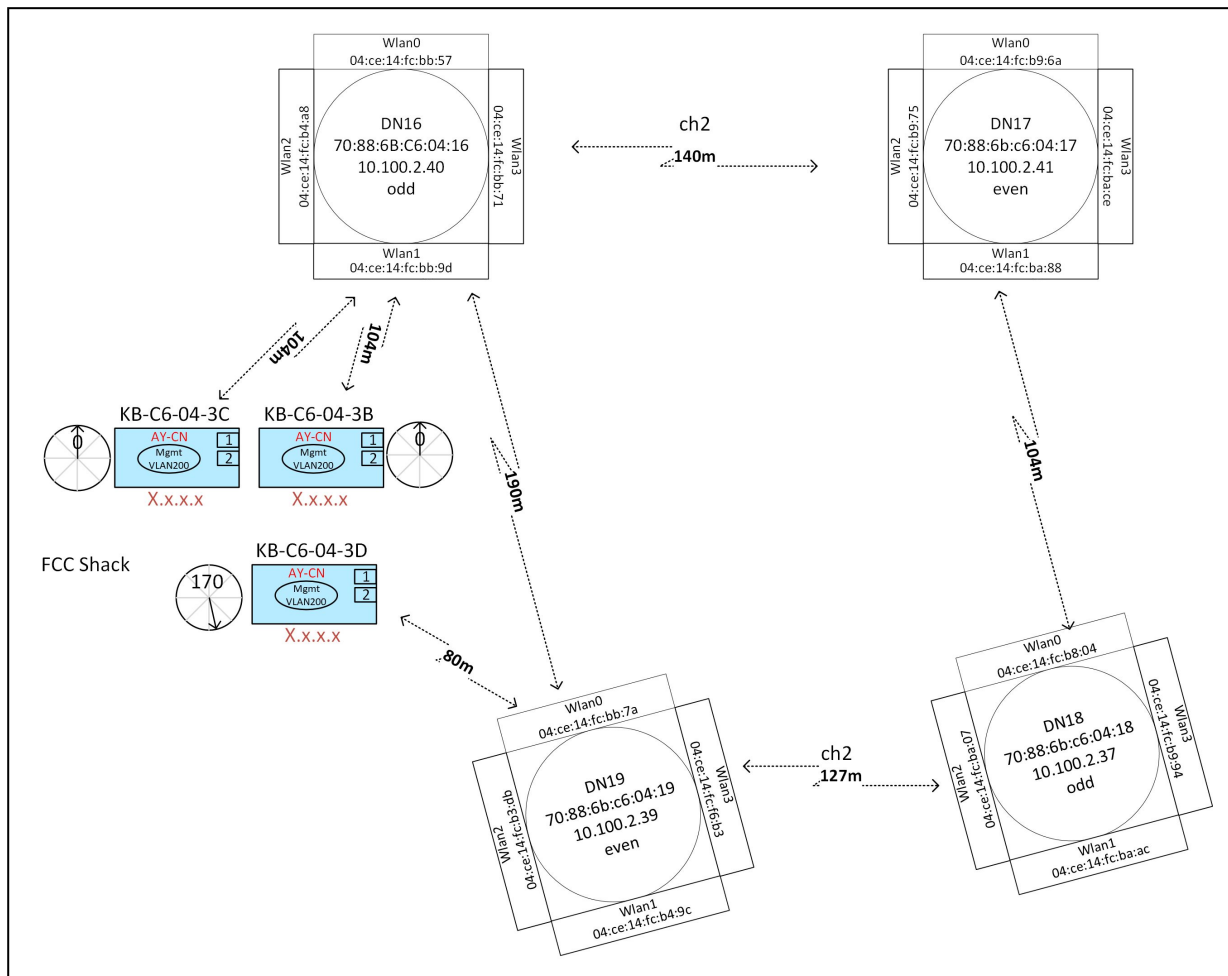 Wlan0
04:ce:14:fc:bb:57
Wlan2
04:ce:14:fc:b4:a8
DN16
70:88:6B:C6:04:16
10.100.2.40
odd
04:ce:14:fc:bb:71
Wlan3
Wlan1
04:ce:14:fc:bb:9d
ch2
140m
Wlan0
04:ce:14:fc:b9:6a
Wlan2
04:ce:14:fc:b9:75
DN17
70:88:6b:c6:04:17
10.100.2.41
even
04:ce:14:fc:ba:ce
Wlan3
Wlan1
04:ce:14:fc:ba:88
104m
104m
190m
104m
KB-C6-04-3C
0
AY-CN
Mgmt
VLAN200
1
2
X.x.x.x
KB-C6-04-3B
AY-CN
Mgmt
VLAN200
1
2
0
X.x.x.x
FCC Shack
KB-C6-04-3D
170
AY-CN
Mgmt
VLAN200
1
2
X.x.x.x
80m
Wlan0
04:ce:14:fc:bb:7a
Wlan2
04:ce:14:fc:b3:db
DN19
70:88:6b:c6:04:19
10.100.2.39
even
04:ce:14:fc:f6:b3
Wlan3
Wlan1
04:ce:14:fc:b4:9c
ch2
127m
Wlan0
04:ce:14:fc:b8:04
Wlan2
04:ce:14:fc:ba:07
DN18
70:88:6b:c6:04:18
10.100.2.37
odd
04:ce:14:fc:b9:94
Wlan3
Wlan1
04:ce:14:fc:ba:ac